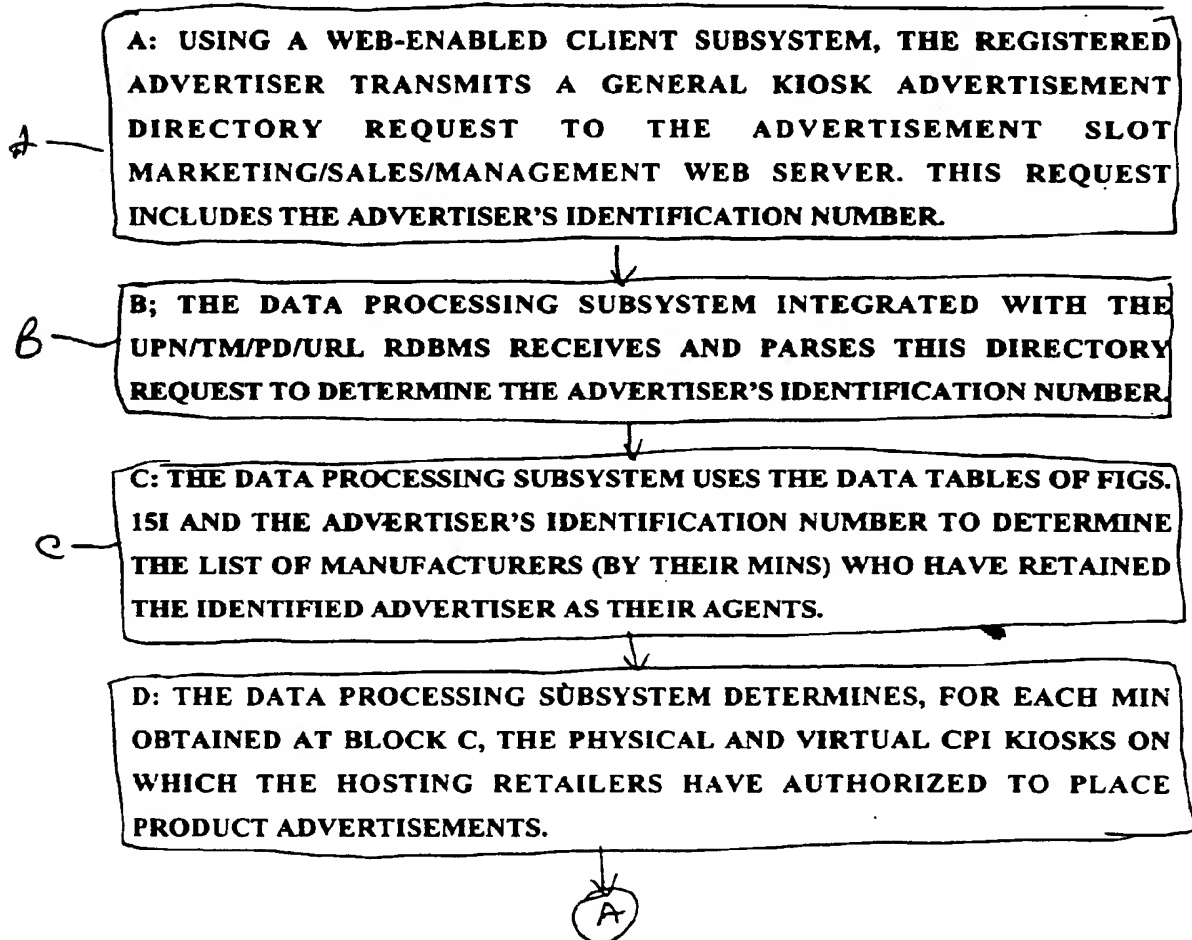 A: USING A WEB-ENABLED CLIENT SUBSYSTEM, THE REGISTERED
ADVERTISER TRANSMITS A GENERAL KIOSK ADVERTISEMENT
DIRECTORY REQUEST TO THE ADVERTISEMENT SLOT
MARKETING/SALES/MANAGEMENT WEB SERVER. THIS REQUEST
INCLUDES THE ADVERTISER'S IDENTIFICATION NUMBER.
A
B; THE DATA PROCESSING SUBSYSTEM INTEGRATED WITH THE
UPN/TM/PD/URL RDBMS RECEIVES AND PARSES THIS DIRECTORY
REQUEST TO DETERMINE THE ADVERTISER'S IDENTIFICATION NUMBER.
B
C: THE DATA PROCESSING SUBSYSTEM USES THE DATA TABLES OF FIGS.
15I AND THE ADVERTISER'S IDENTIFICATION NUMBER TO DETERMINE
THE LIST OF MANUFACTURERS (BY THEIR MINS) WHO HAVE RETAINED
THE IDENTIFIED ADVERTISER AS THEIR AGENTS.
C
D: THE DATA PROCESSING SUBSYSTEM DETERMINES, FOR EACH MIN
OBTAINED AT BLOCK C, THE PHYSICAL AND VIRTUAL CPI KIOSKS ON
WHICH THE HOSTING RETAILERS HAVE AUTHORIZED TO PLACE
PRODUCT ADVERTISEMENTS.
A